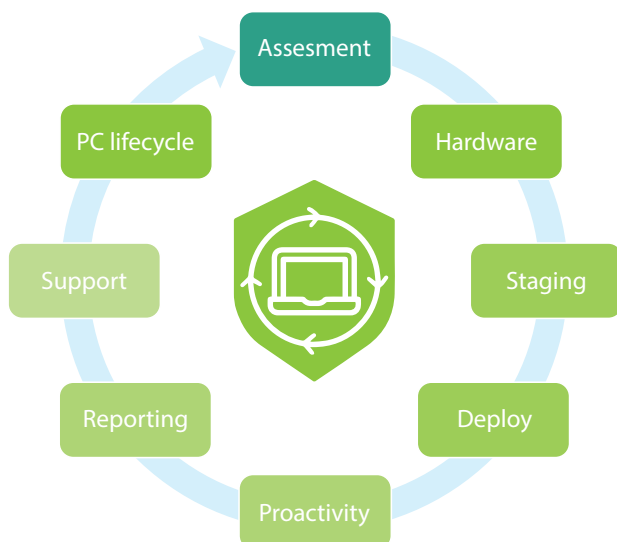 Assesment
Hardware
Staging
Deploy
Proactivity
Reporting
Support
PC lifecycle